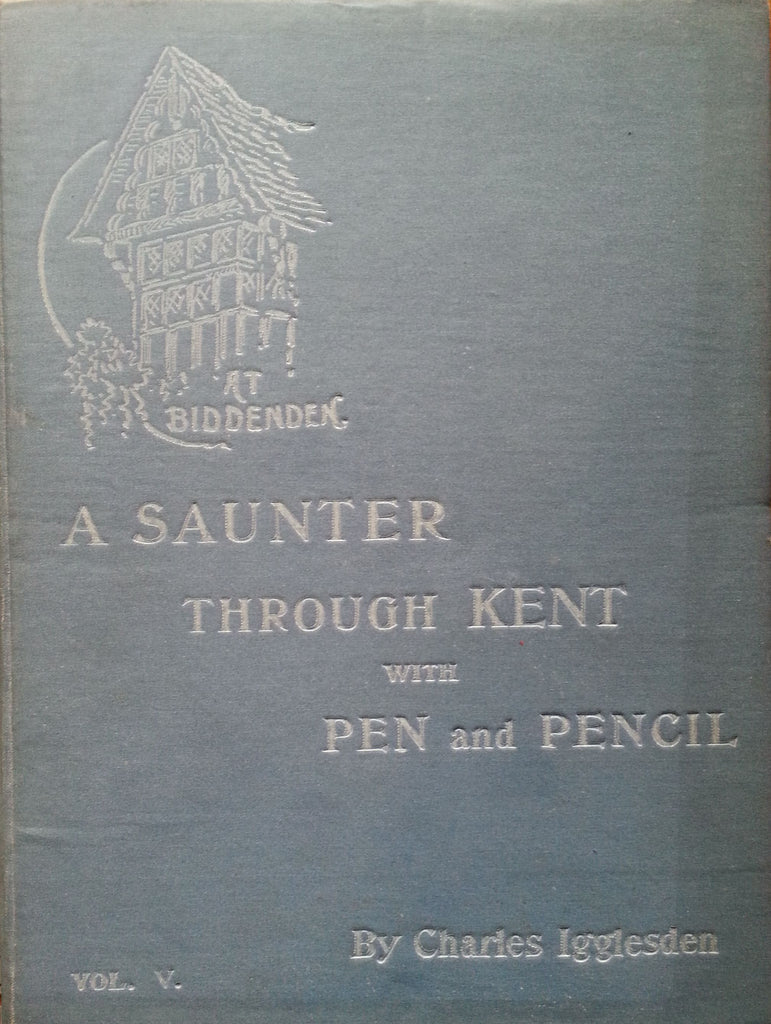 AT
BIDDENDEN.
A SAUNTER
THROUGH KENT
WITH
PEN and PENCIL
By Charles Igglesden
VOL. V.